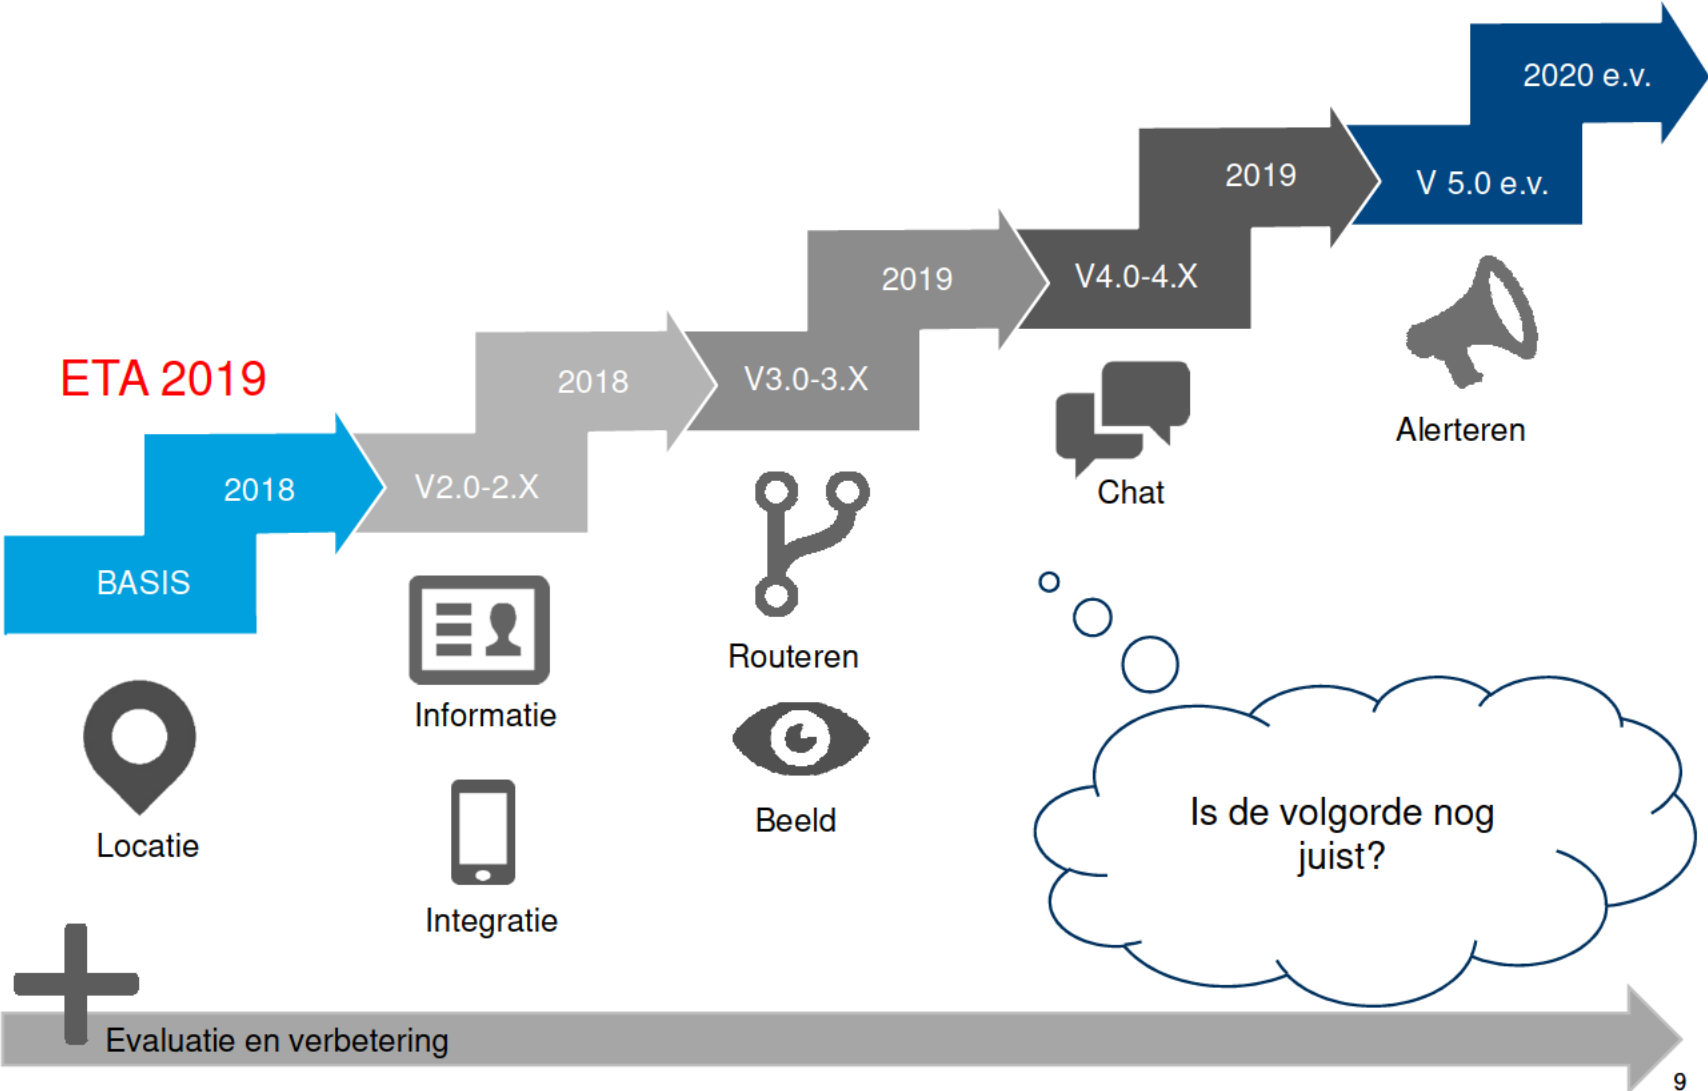 2020 e.v.
V 5.0 e.v.
2019
V4.0-4.X
2019
V3.0-3.X
2018
V2.0-2.X
ETA 2019
2018
BASIS
Locatie
Informatie
Integratie
Routeren
Beeld
Chat
Alerteren
Is de volgorde nog
juist?
Evaluatie en verbetering
9